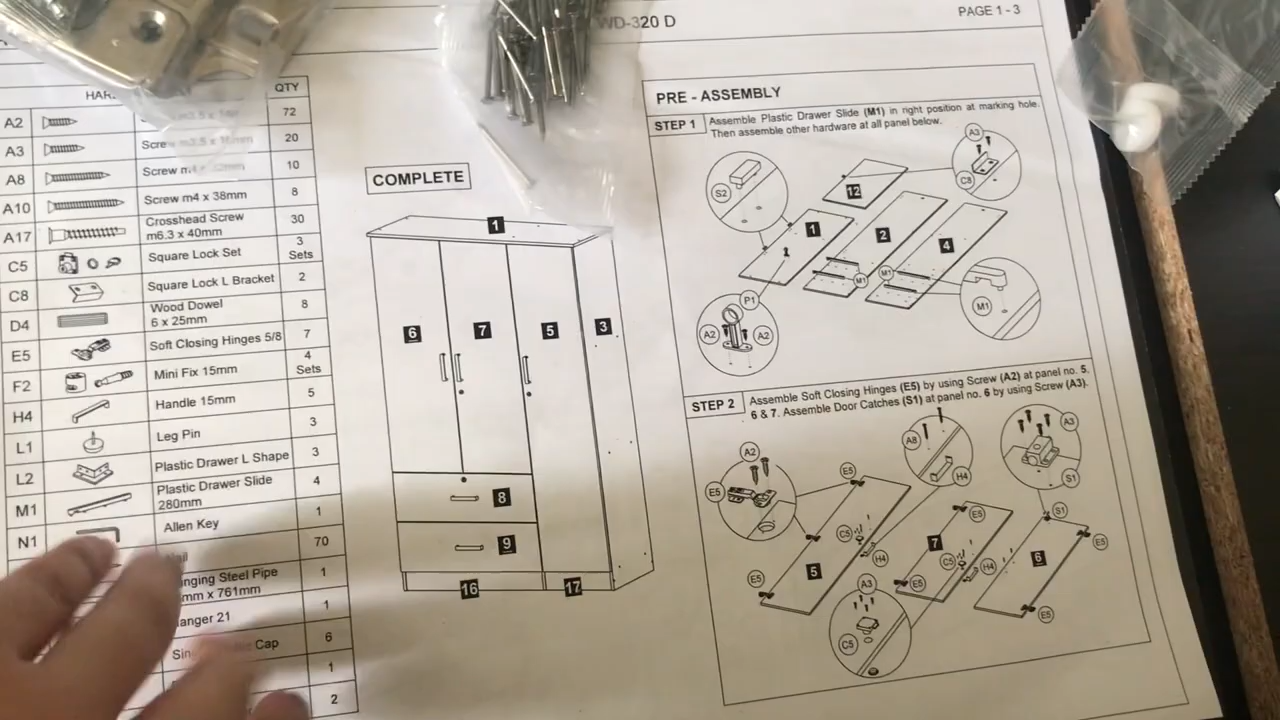 WD-320 D
PAGE 1 - 3
QTY
A2
72
A3
Screw m3.5 x 16mm
20
A8
Screw
10
A10
Screw m4 x 38mm
8
A17
Crosshead Screw
m6.3 x 40mm
30
C5
Square Lock Set
3
Sets
C8
Square Lock L Bracket
2
D4
Wood Dowel
6 x 25mm
8
E5
Soft Closing Hinges 5/8
7
F2
Mini Fix 15mm
4
Sets
H4
Handle 15mm
5
L1
Leg Pin
3
L2
Plastic Drawer L Shape
3
M1
Plastic Drawer Slide
280mm
4
N1
Allen Key
1
70
Steel Pipe
x 761mm
1
21
1
Cap
6
1
2
COMPLETE
1
6
7
5
3
8
9
16
17
PRE - ASSEMBLY
STEP 1
Assemble Plastic Drawer Slide (M1) in right position at marking hole.
Then assemble other hardware at all panel below.
S2
12
A3
C8
1
2
4
M1
M1
M1
P1
A2
A2
STEP 2
Assemble Soft Closing Hinges (E5) by using Screw (A2) at panel no. 5,
6 & 7. Assemble Door Catches (S1) at panel no. 6 by using Screw (A3).
A2
E5
E5
A8
H4
A3
S1
C5
H4
5
E5
7
E5
C5
H4
E5
S1
E5
6
E5
A3
C5